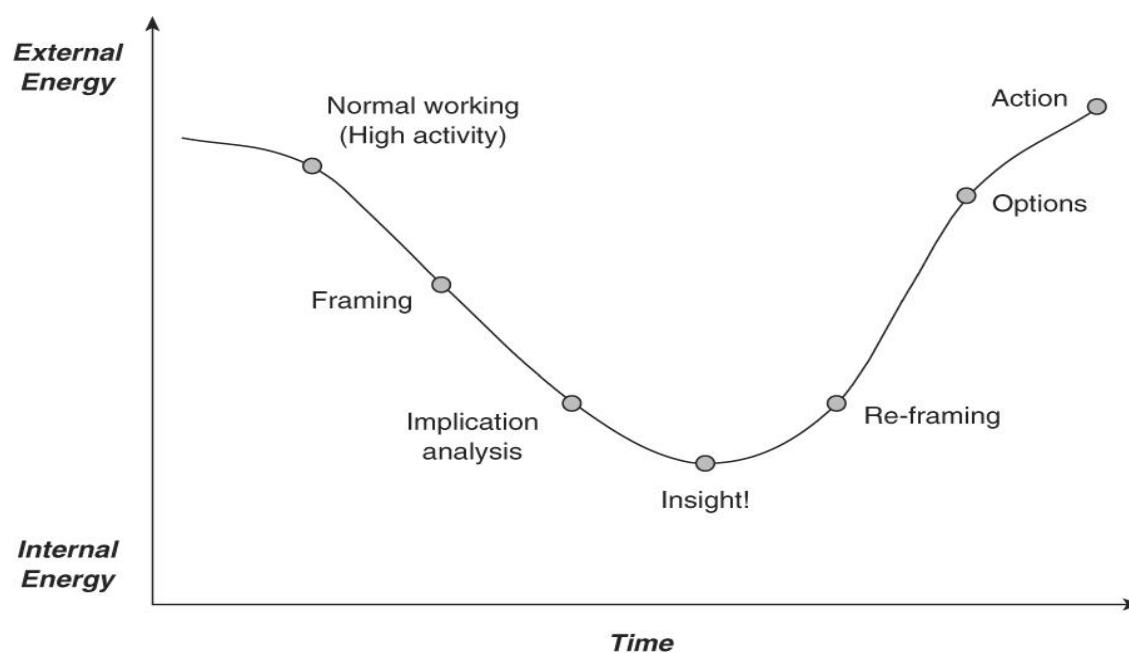 External
Energy
Normal working
(High activity)
Action
Options
Framing
Implication
analysis
Re-framing
Insight!
Internal
Energy
Time